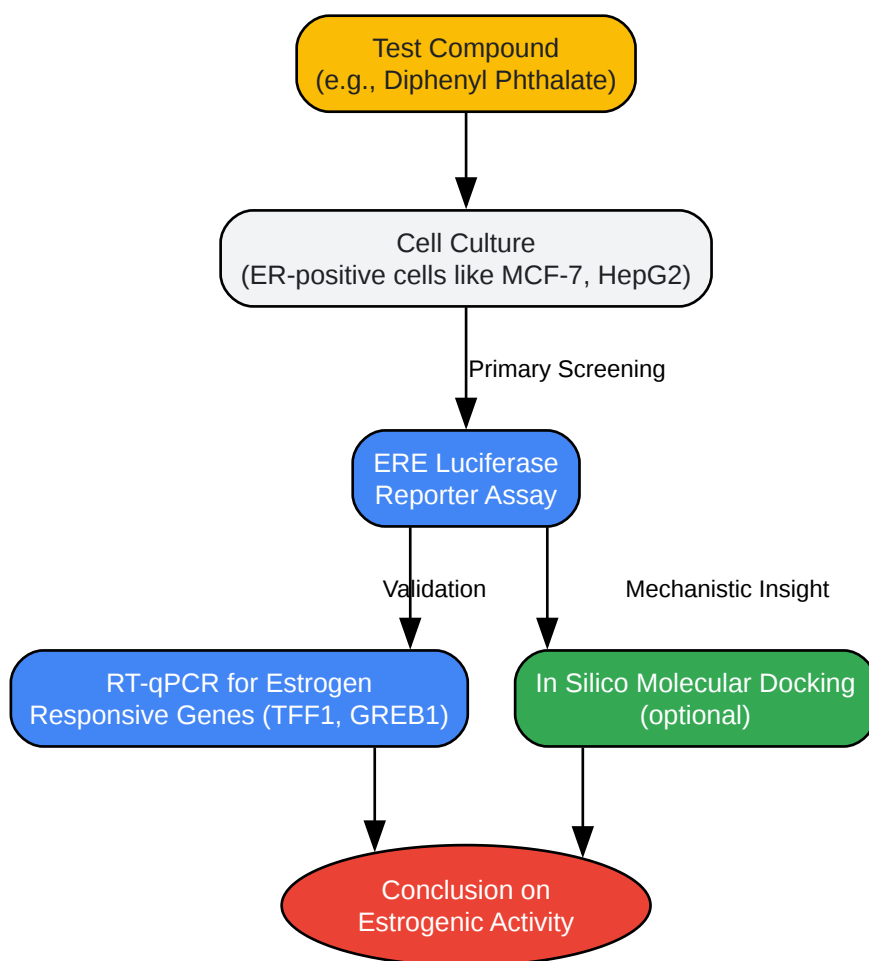 Test Compound
(e.g., Diphenyl Phthalate)
Cell Culture
(ER-positive cells like MCF-7, HepG2)
Primary Screening
ERE Luciferase
Reporter Assay
Validation
Mechanistic Insight
RT-qPCR for Estrogen
Responsive Genes (TFF1, GREB1)
In Silico Molecular Docking
(optional)
Conclusion on
Estrogenic Activity